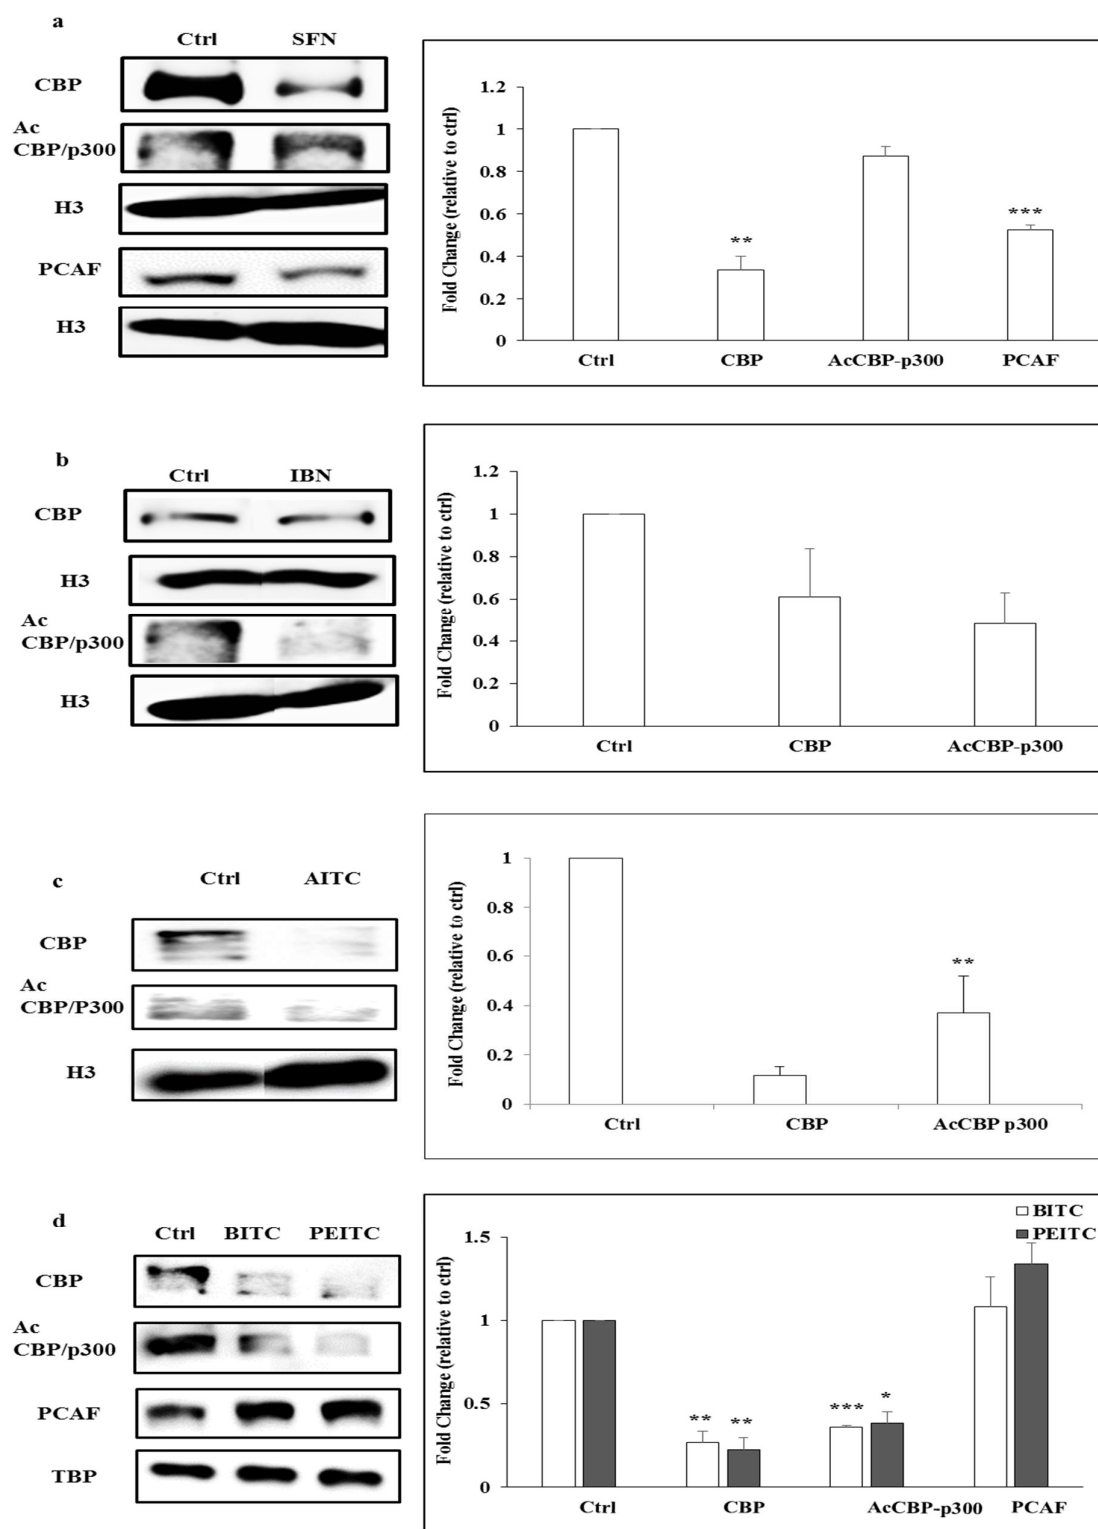 a
Ctrl SFN
CBP
Ac
CBP/p300
H3
PCAF
H3
Fold Change (relative to ctrl)
1.2
1
0.8
0.6
0.4
0.2
0
**
***
Ctrl CBP AcCBP-p300 PCAF
b
Ctrl IBN
CBP
H3
Ac
CBP/p300
H3
Fold Change (relative to ctrl)
1.2
1
0.8
0.6
0.4
0.2
0
Ctrl CBP AcCBP-p300
c
Ctrl AITC
CBP
Ac
CBP/P300
H3
Fold Change (relative to ctrl)
1
0.8
0.6
0.4
0.2
0
**
Ctrl CBP AcCBP p300
d
Ctrl BITC PEITC
CBP
Ac
CBP/p300
PCAF
TBP
BITC
PEITC
Fold Change (relative to ctrl)
1.5
1
0.5
0
** ** *** *
Ctrl CBP AcCBP-p300 PCAF